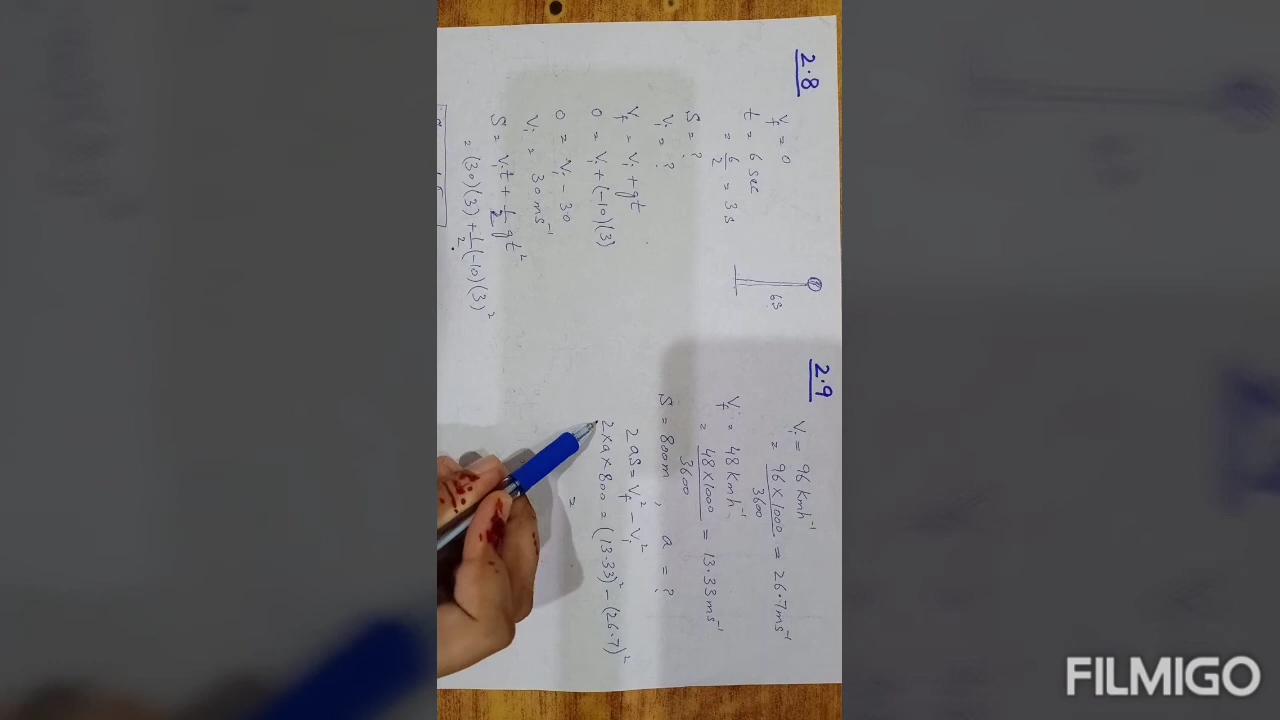 2.8
Vf = 0
t = 6 sec
= 6/2 = 3s
6s
S = ?
Vi = ?
Vf = Vi + gt
0 = Vi + (-10)(3)
0 = Vi - 30
Vi = 30 ms⁻¹
S = Vit + 1/2 gt²
= (30)(3) + 1/2 (-10)(3)²
2.9
Vi = 96 Kmh⁻¹
= 96 × 1000 / 3600 = 26.7 ms⁻¹
Vf = 48 Kmh⁻¹
= 48 × 1000 / 3600 = 13.33 ms⁻¹
S = 800m , a = ?
2as = Vf² - Vi²
2 × a × 800 = (13.33)² - (26.7)²
=
FILMIGO